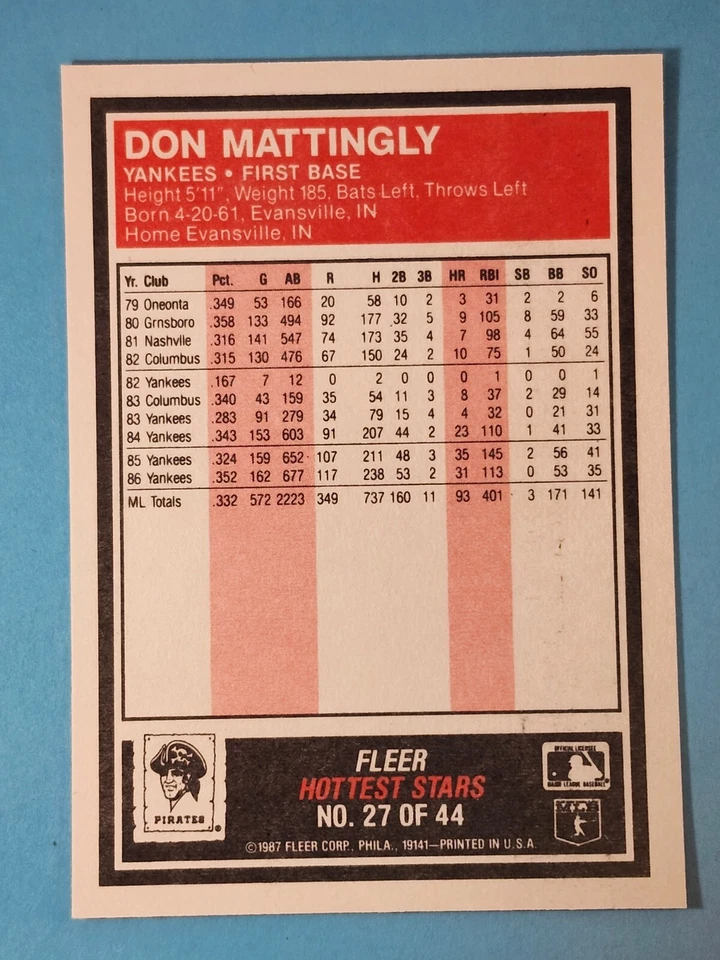 DON MATTINGLY
YANKEES • FIRST BASE
Height 5'11", Weight 185, Bats Left, Throws Left
Born 4-20-61, Evansville, IN
Home Evansville, IN
Yr. Club Pct. G AB R H 2B 3B HR RBI SB BB SO
79 Oneonta .349 53 166 20 58 10 2 3 31 2 2 6
80 Grnsboro .358 133 494 92 177 32 5 9 105 8 59 33
81 Nashvlle .316 141 547 74 173 35 4 7 98 4 64 55
82 Columbus .315 130 476 67 150 24 2 10 75 1 50 24
82 Yankees .167 7 12 0 2 0 0 0 1 0 0 1
83 Columbus .340 43 159 35 54 11 3 8 37 2 29 14
83 Yankees .283 91 279 34 79 15 4 4 32 0 21 31
84 Yankees .343 153 603 91 207 44 2 23 110 1 41 33
85 Yankees .324 159 652 107 211 48 3 35 145 2 56 41
86 Yankees .352 162 677 117 238 53 2 31 113 0 53 35
ML Totals .332 572 2223 349 737 160 11 93 401 3 171 141
PIRATES ®
FLEER
HOTTEST STARS
NO. 27 OF 44
©1987 FLEER CORP., PHILA., 19141—PRINTED IN U.S.A.
OFFICIAL LICENSEE
MAJOR LEAGUE BASEBALL